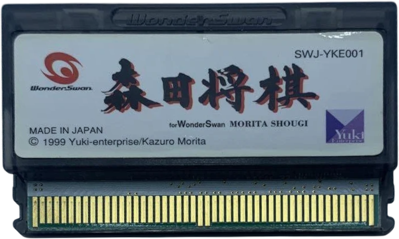 WonderSwan
SWJ-YKE001
WonderSwan
森田将棋
for WonderSwan MORITA SHOUGI
MADE IN JAPAN
© 1999 Yuki-enterprise/Kazuro Morita
Yuki